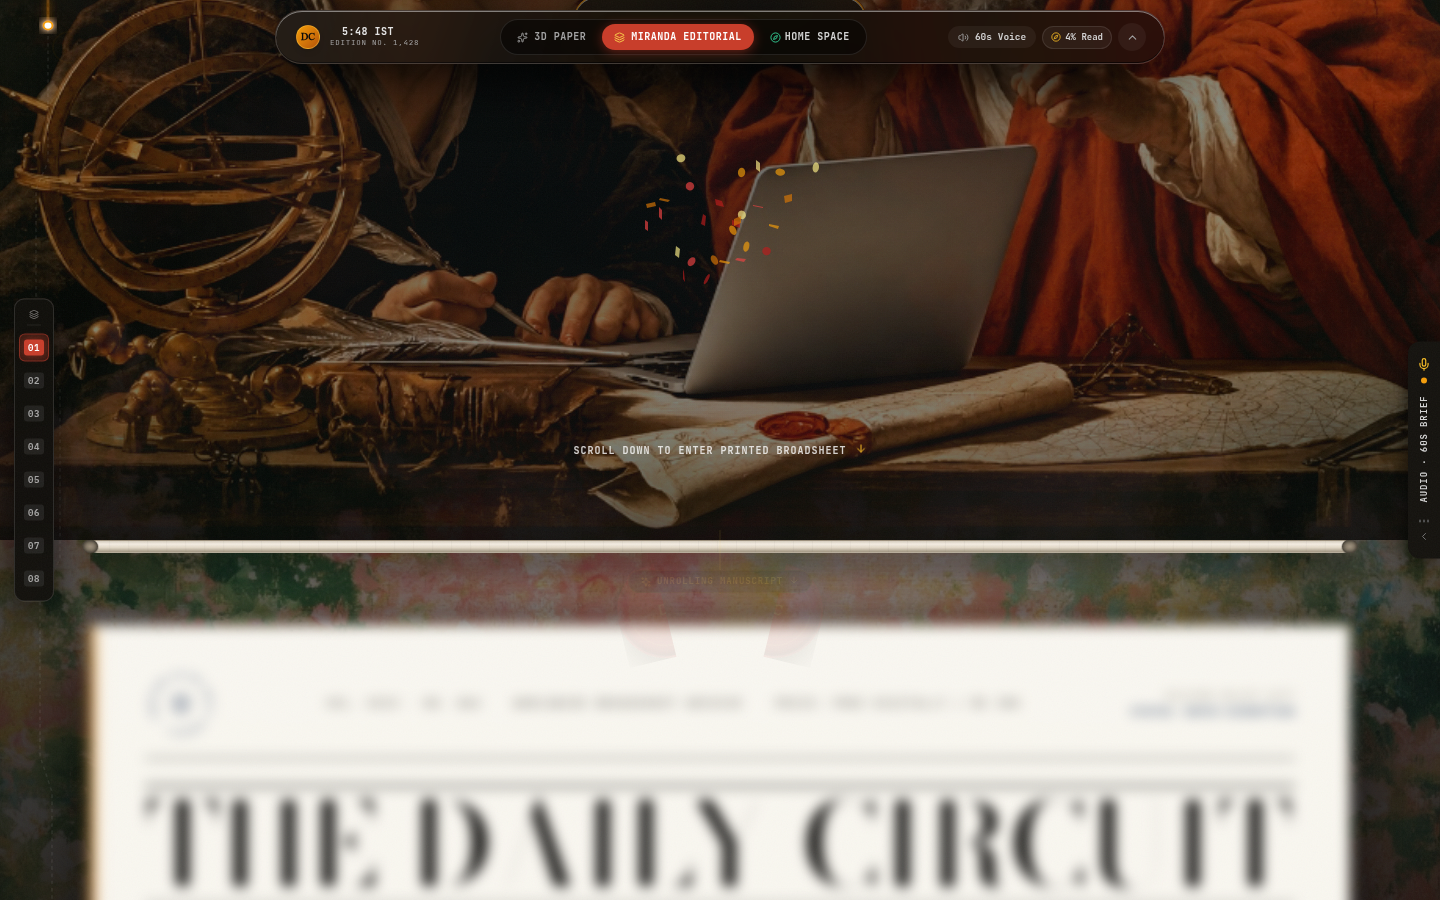 DC
5:48 IST
EDITION NO. 1,428
3D PAPER
MIRANDA EDITORIAL
HOME SPACE
60s Voice
4% Read
01
02
03
04
05
06
07
08
AUDIO · 60S BRIEF
SCROLL DOWN TO ENTER PRINTED BROADSHEET ↓
UNROLLING MANUSCRIPT
THE DAILY CIRCUIT